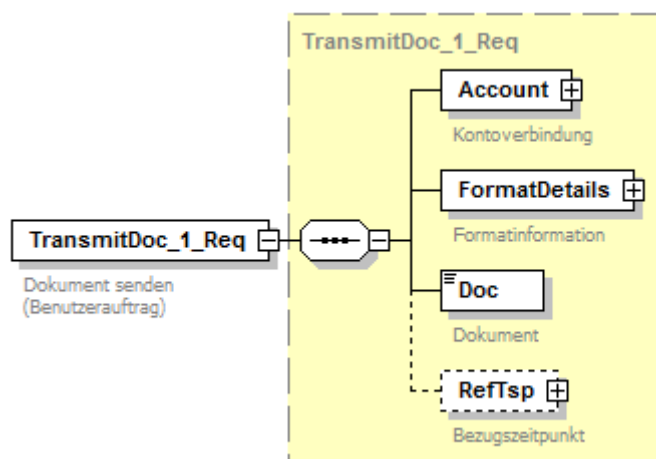 TransmitDoc_1_Req
Account
Kontoverbindung
FormatDetails
Formatinformation
TransmitDoc_1_Req
Dokument senden
(Benutzerauftrag)
Doc
Dokument
RefTsp
Bezugszeitpunkt